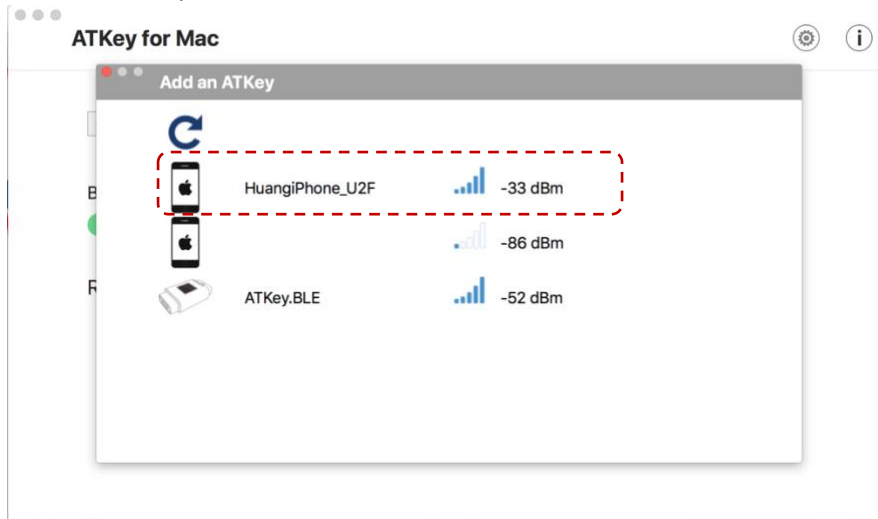 ATKey for Mac
Add an ATKey
HuangiPhone_U2F -33 dBm
-86 dBm
ATKey.BLE -52 dBm